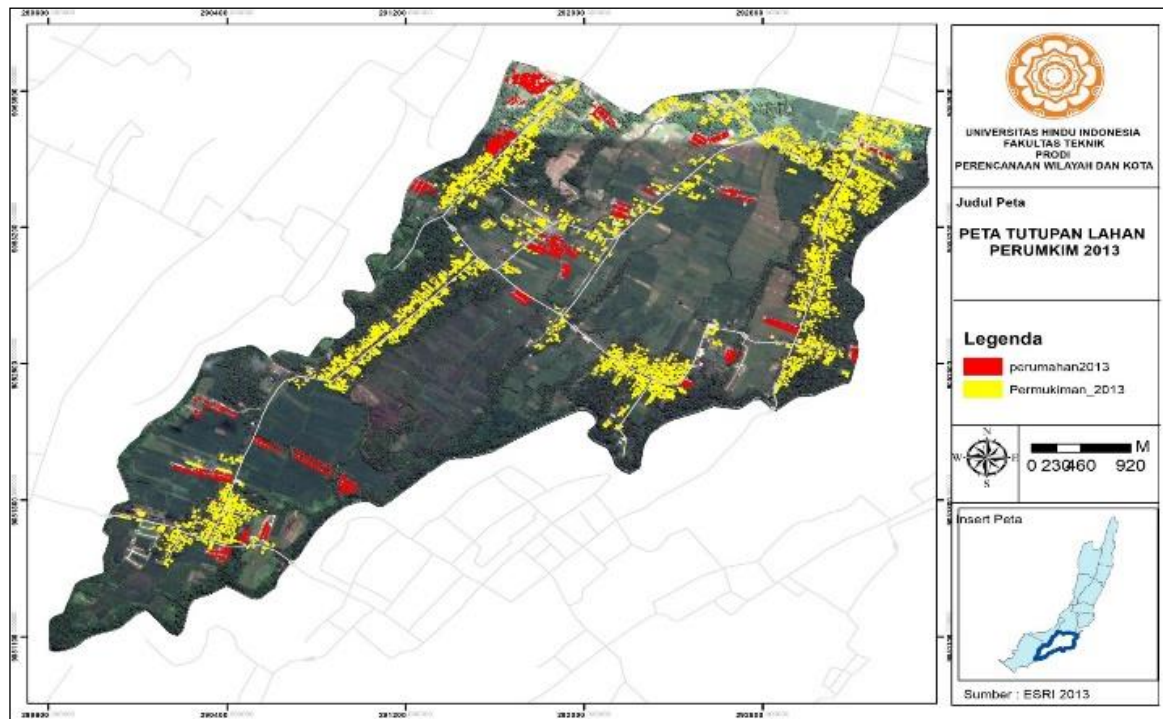 UNIVERSITAS HINDU INDONESIA
FAKULTAS TEKNIK
PRODI
PERENCANAAN WILAYAH DAN KOTA
Judul Peta
PETA TUTUPAN LAHAN
PERUMKIM 2013
Legenda
perumahan2013
Permukiman_2013
N
W E
S
M
0 230460 920
Insert Peta
Sumber : ESRI 2013